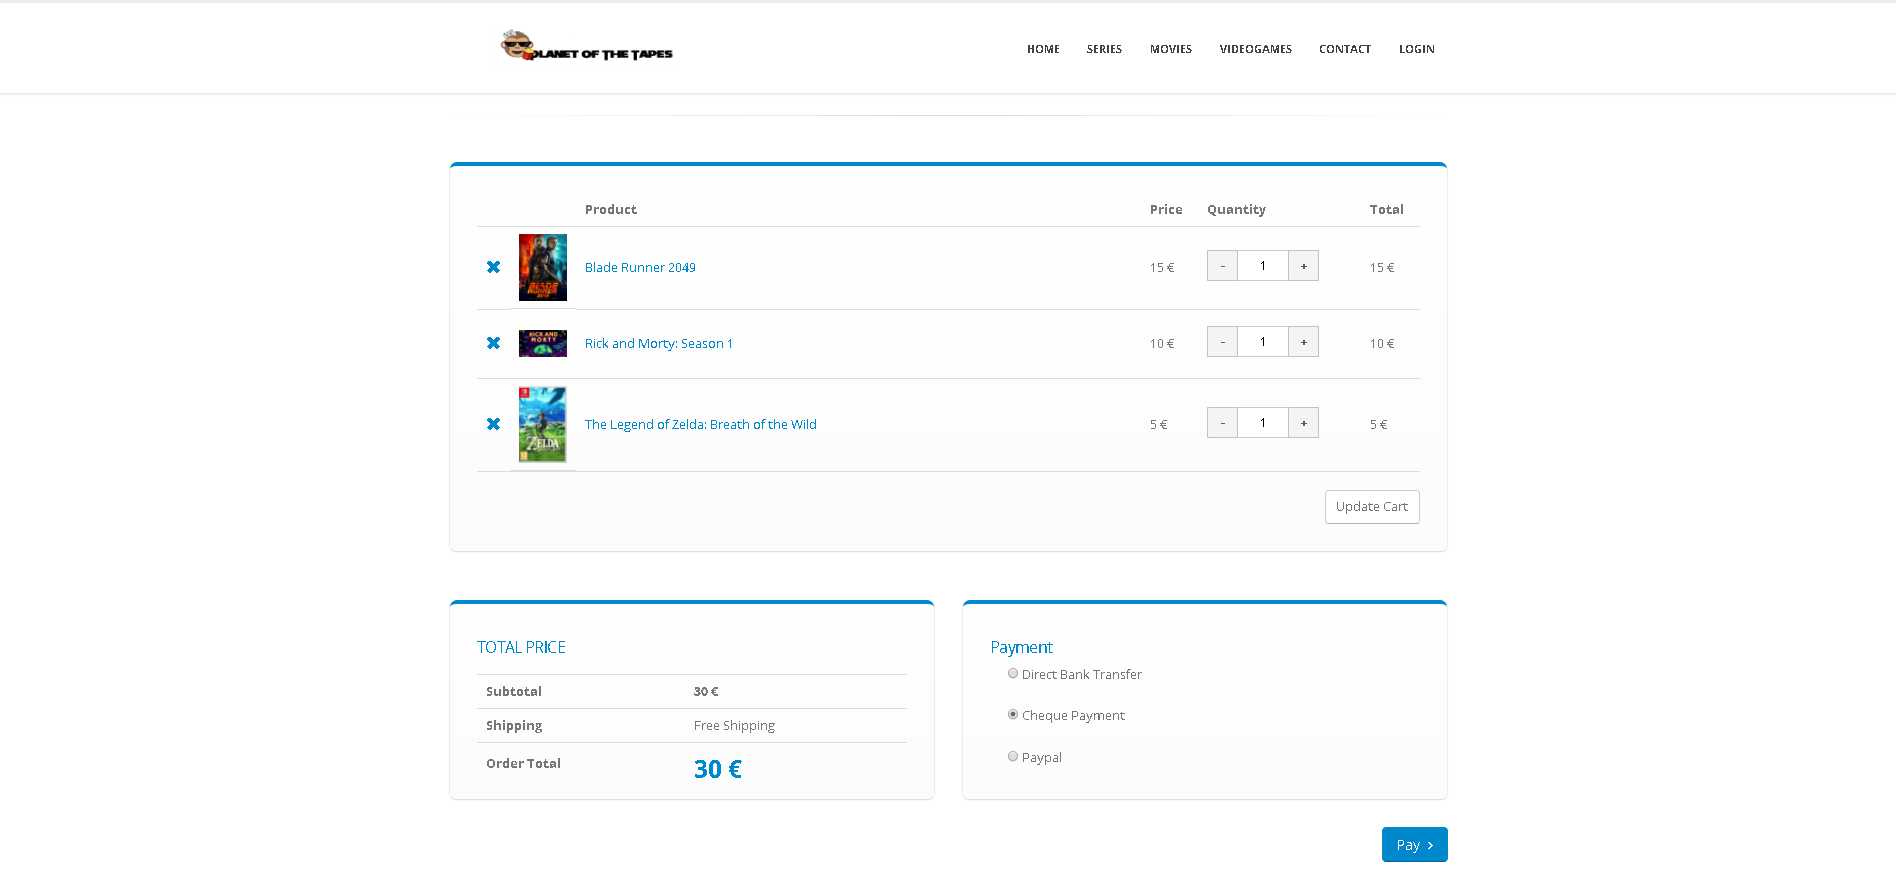 PLANET OF THE TAPES
HOME SERIES MOVIES VIDEOGAMES CONTACT LOGIN
Product Price Quantity Total
BLADE RUNNER 2049
Blade Runner 2049 15 € - 1 + 15 €
RICK AND MORTY
Rick and Morty: Season 1 10 € - 1 + 10 €
ZELDA
The Legend of Zelda: Breath of the Wild 5 € - 1 + 5 €
Update Cart
TOTAL PRICE
Subtotal 30 €
Shipping Free Shipping
Order Total 30 €
Payment
Direct Bank Transfer
Cheque Payment
Paypal
Pay